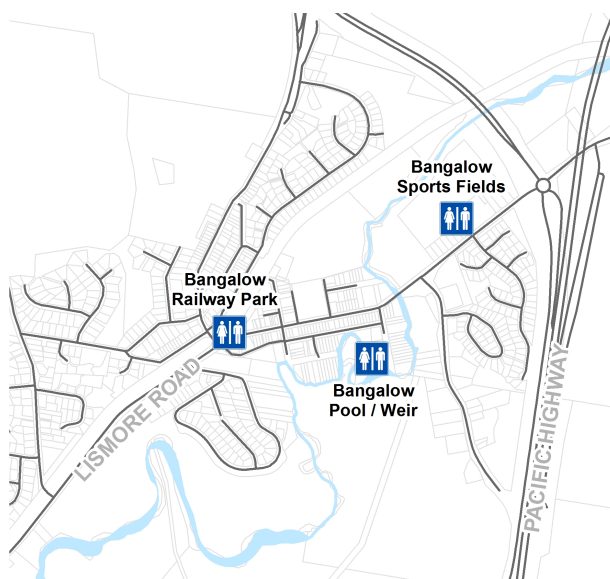 Bangalow
Sports Fields
Bangalow
Railway Park
Bangalow
Pool / Weir
LISMORE ROAD
PACIFIC HIGHWAY